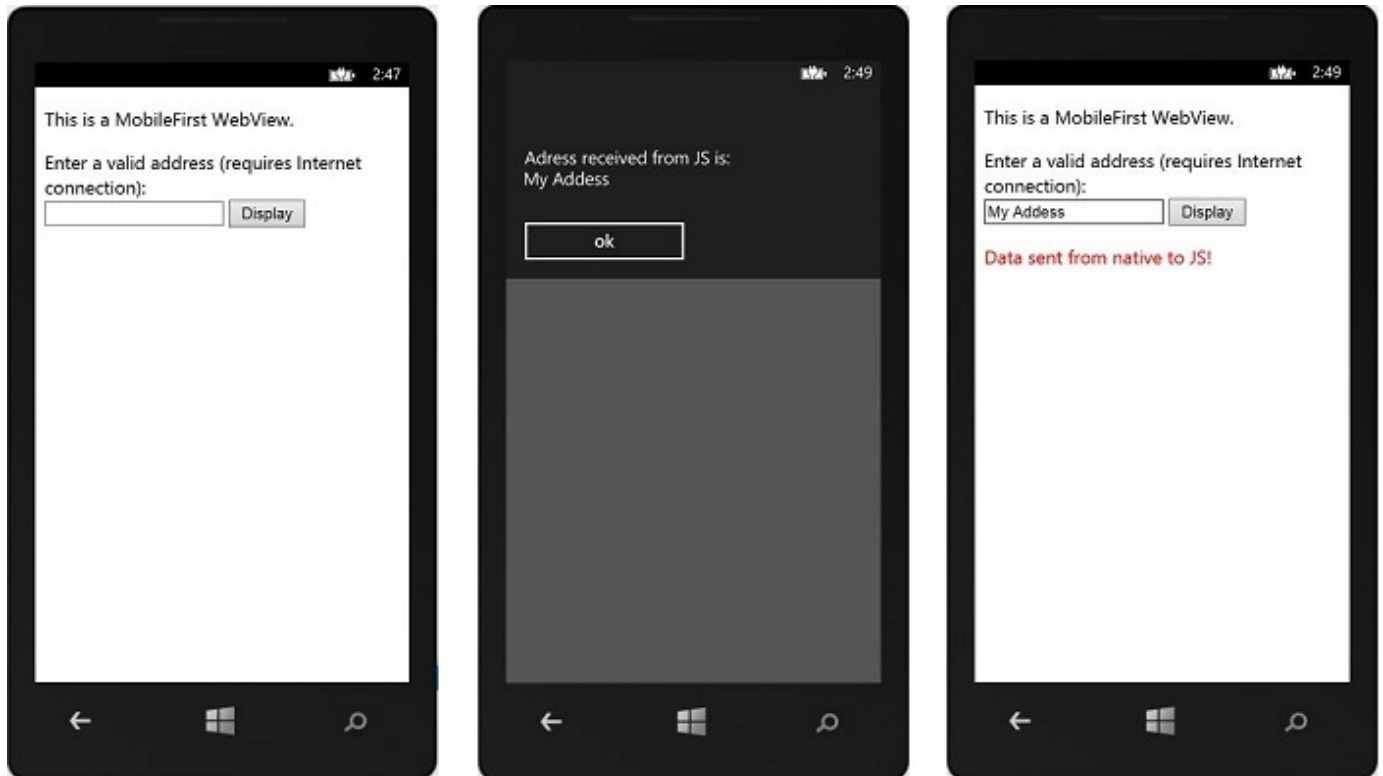 2:47
This is a MobileFirst WebView.
Enter a valid address (requires Internet
connection):
Display
2:49
Adress received from JS is:
My Addess
ok
2:49
This is a MobileFirst WebView.
Enter a valid address (requires Internet
connection):
My Addess Display
Data sent from native to JS!